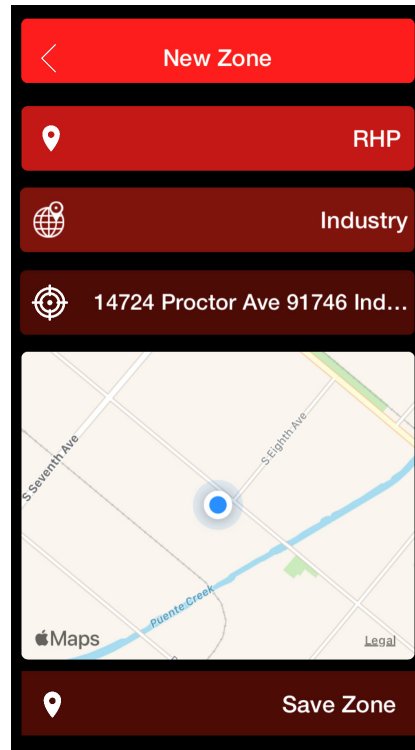 New Zone
RHP
Industry
14724 Proctor Ave 91746 Ind...
S Seventh Ave
S Eighth Ave
Puente Creek
Maps
Legal
Save Zone